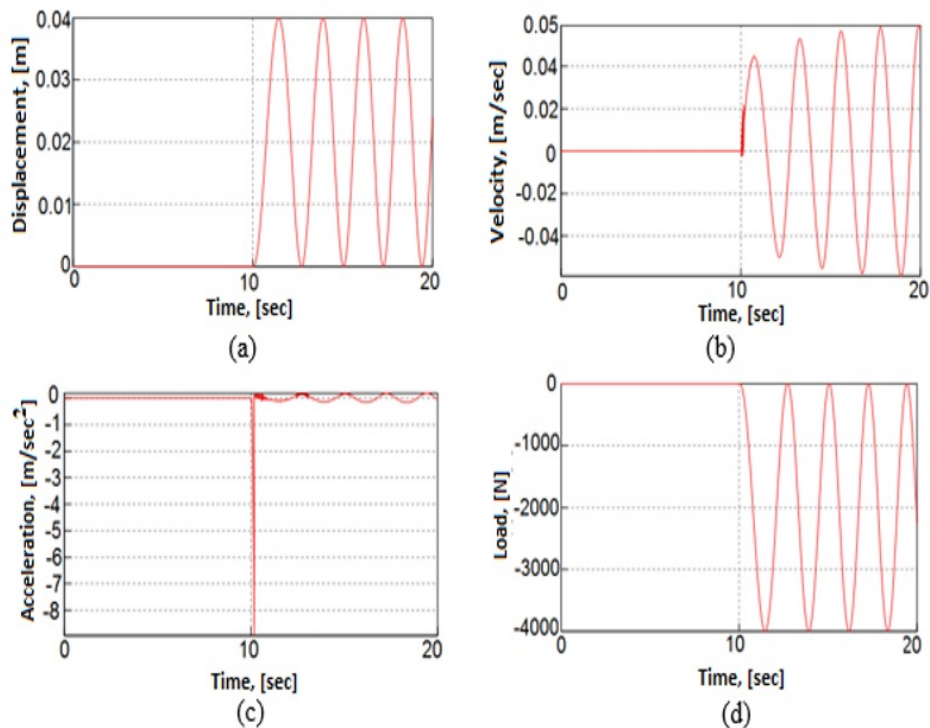 0.04
0.03
0.02
0.01
0
Displacement, [m]
0 10 20
Time, [sec]
(a)
0.05
0.04
0.02
0
-0.02
-0.04
Velocity, [m/sec]
0 10 20
Time, [sec]
(b)
0
-1
-2
-3
-4
-5
-6
-7
-8
Acceleration, [m/sec²]
0 10 20
Time, [sec]
(c)
0
-1000
-2000
-3000
-4000
Load, [N]
0 10 20
Time, [sec]
(d)